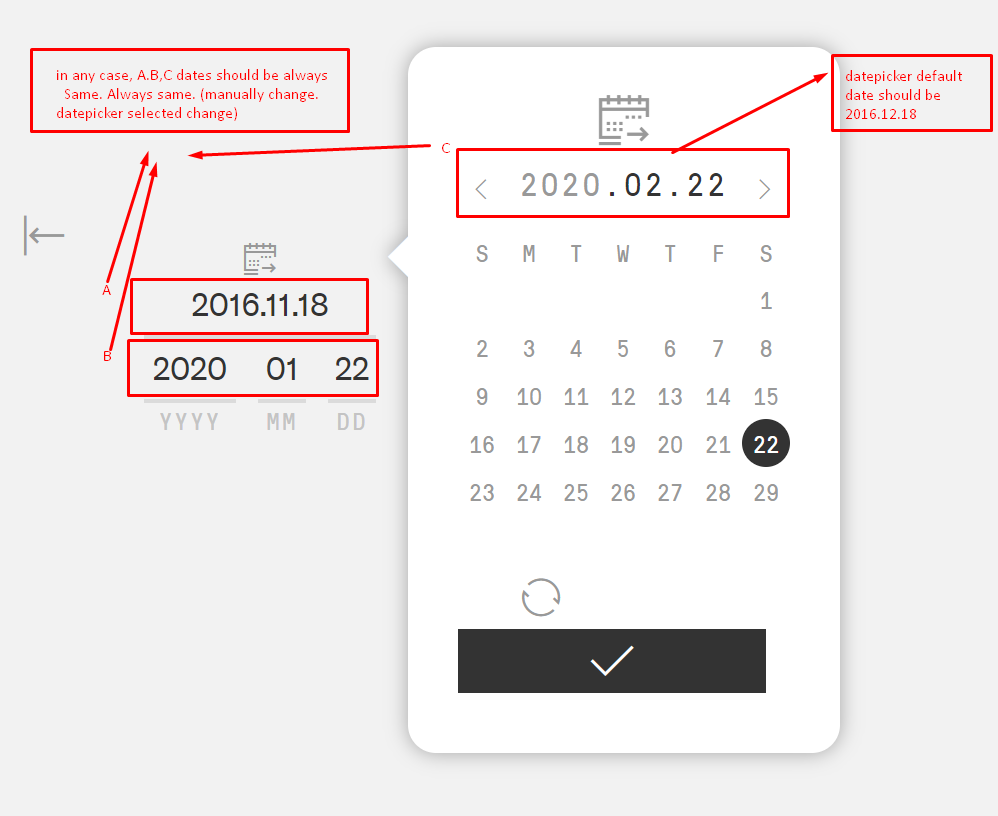 in any case, A.B,C dates should be always
Same. Always same. (manually change.
datepicker selected change)
datepicker default
date should be
2016.12.18
C
2020.02.22
S M T W T F S
1
2 3 4 5 6 7 8
9 10 11 12 13 14 15
16 17 18 19 20 21 22
23 24 25 26 27 28 29
A
2016.11.18
B
2020 01 22
YYYY MM DD